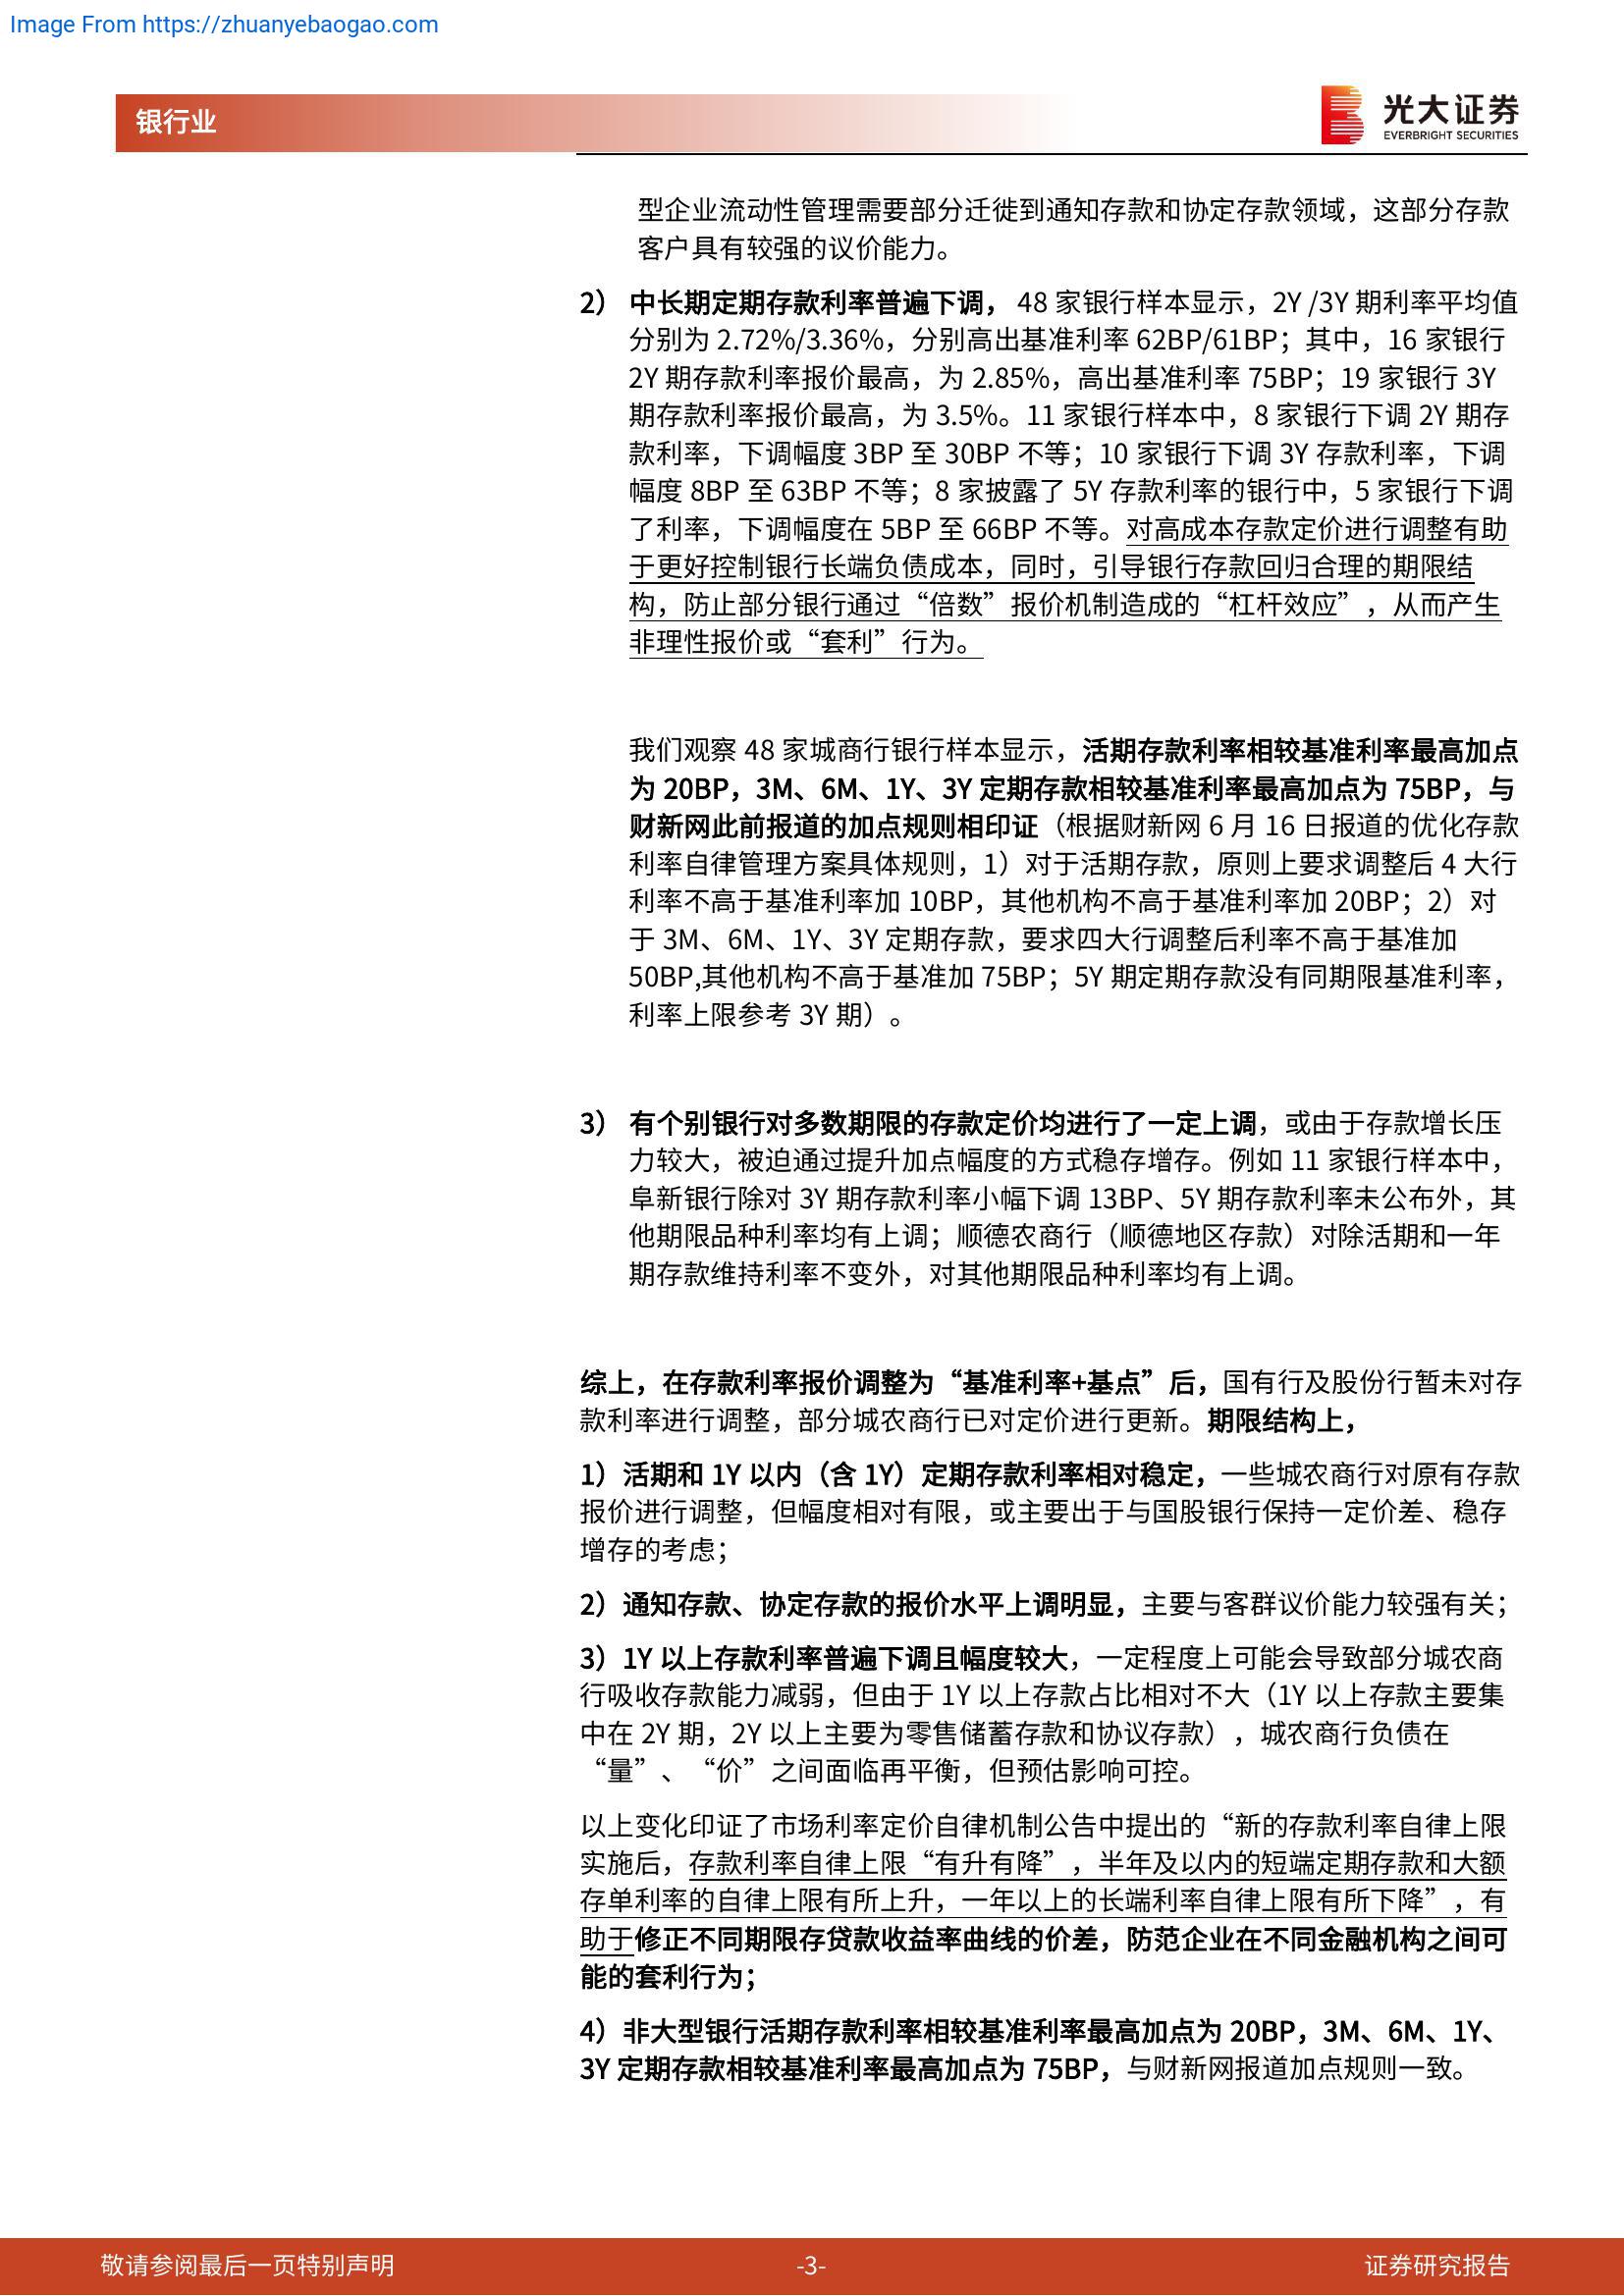 Image From https://zhuanyebaogao.com
银行业
光大证券
EVERBRIGHT SECURITIES
型企业流动性管理需要部分迁徙到通知存款和协定存款领域，这部分存款
客户具有较强的议价能力。
2） 中长期定期存款利率普遍下调， 48 家银行样本显示，2Y /3Y 期利率平均值
分别为 2.72%/3.36%，分别高出基准利率 62BP/61BP；其中，16 家银行
2Y 期存款利率报价最高，为 2.85%，高出基准利率 75BP；19 家银行 3Y
期存款利率报价最高，为 3.5%。11 家银行样本中，8 家银行下调 2Y 期存
款利率，下调幅度 3BP 至 30BP 不等；10 家银行下调 3Y 存款利率，下调
幅度 8BP 至 63BP 不等；8 家披露了 5Y 存款利率的银行中，5 家银行下调
了利率，下调幅度在 5BP 至 66BP 不等。对高成本存款定价进行调整有助
于更好控制银行长端负债成本，同时，引导银行存款回归合理的期限结
构，防止部分银行通过“倍数”报价机制造成的“杠杆效应”，从而产生
非理性报价或“套利”行为。
我们观察 48 家城商行银行样本显示，活期存款利率相较基准利率最高加点
为 20BP，3M、6M、1Y、3Y 定期存款相较基准利率最高加点为 75BP，与
财新网此前报道的加点规则相印证（根据财新网 6 月 16 日报道的优化存款
利率自律管理方案具体规则，1）对于活期存款，原则上要求调整后 4 大行
利率不高于基准利率加 10BP，其他机构不高于基准利率加 20BP；2）对
于 3M、6M、1Y、3Y 定期存款，要求四大行调整后利率不高于基准加
50BP,其他机构不高于基准加 75BP；5Y 期定期存款没有同期限基准利率，
利率上限参考 3Y 期）。
3） 有个别银行对多数期限的存款定价均进行了一定上调，或由于存款增长压
力较大，被迫通过提升加点幅度的方式稳存增存。例如 11 家银行样本中，
阜新银行除对 3Y 期存款利率小幅下调 13BP、5Y 期存款利率未公布外，其
他期限品种利率均有上调；顺德农商行（顺德地区存款）对除活期和一年
期存款维持利率不变外，对其他期限品种利率均有上调。
综上，在存款利率报价调整为“基准利率+基点”后，国有行及股份行暂未对存
款利率进行调整，部分城农商行已对定价进行更新。期限结构上，
1）活期和 1Y 以内（含 1Y）定期存款利率相对稳定，一些城农商行对原有存款
报价进行调整，但幅度相对有限，或主要出于与国股银行保持一定价差、稳存
增存的考虑；
2）通知存款、协定存款的报价水平上调明显，主要与客群议价能力较强有关；
3）1Y 以上存款利率普遍下调且幅度较大，一定程度上可能会导致部分城农商
行吸收存款能力减弱，但由于 1Y 以上存款占比相对不大（1Y 以上存款主要集
中在 2Y 期，2Y 以上主要为零售储蓄存款和协议存款），城农商行负债在
“量”、“价”之间面临再平衡，但预估影响可控。
以上变化印证了市场利率定价自律机制公告中提出的“新的存款利率自律上限
实施后，存款利率自律上限“有升有降”，半年及以内的短端定期存款和大额
存单利率的自律上限有所上升，一年以上的长端利率自律上限有所下降”，有
助于修正不同期限存贷款收益率曲线的价差，防范企业在不同金融机构之间可
能的套利行为；
4）非大型银行活期存款利率相较基准利率最高加点为 20BP，3M、6M、1Y、
3Y 定期存款相较基准利率最高加点为 75BP，与财新网报道加点规则一致。
敬请参阅最后一页特别声明
-3-
证券研究报告